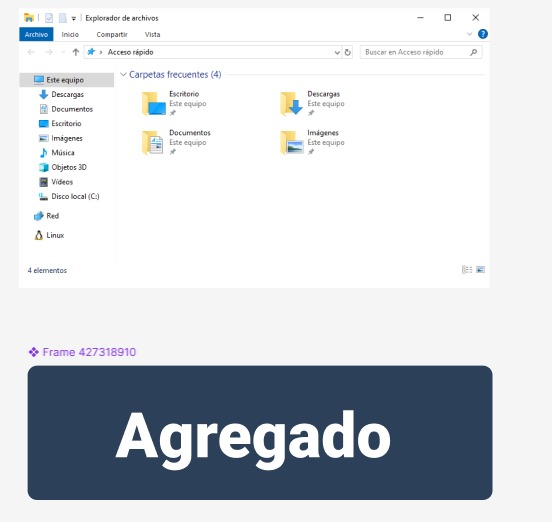 Explorador de archivos
Archivo Inicio Compartir Vista
Acceso rápido Buscar en Acceso rápido
Este equipo
Descargas
Documentos
Escritorio
Imágenes
Música
Objetos 3D
Vídeos
Disco local (C:)
Red
Linux
Carpetas frecuentes (4)
Escritorio
Este equipo
Descargas
Este equipo
Documentos
Este equipo
Imágenes
Este equipo
4 elementos
Frame 427318910
Agregado